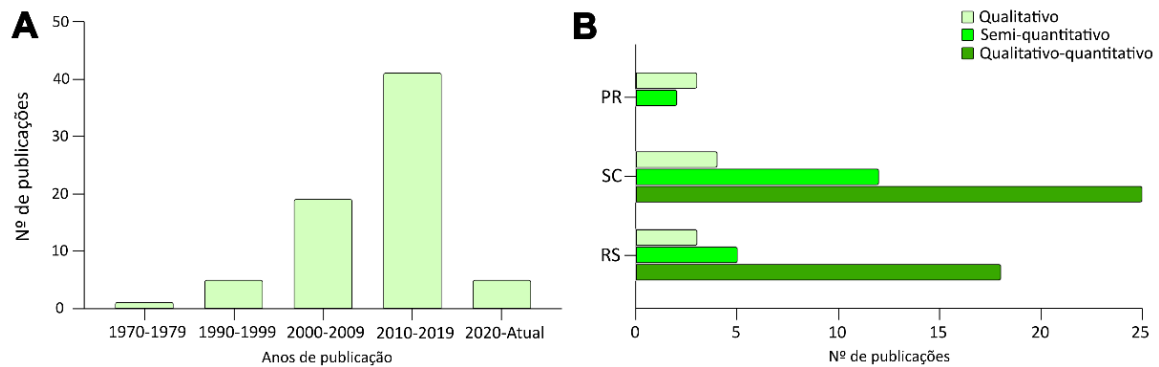 A
Nº de publicações
50
40
30
20
10
0
1970-1979
1990-1999
2000-2009
2010-2019
2020-Atual
Anos de publicação
B
Qualitativo
Semi-quantitativo
Qualitativo-quantitativo
PR
SC
RS
0
5
10
15
20
25
Nº de publicações